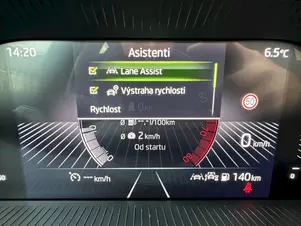 14:20 Asistenti 6.5°C
Lane Assist
Výstraha rychlosti
Rychlost
Ø --,- l/100km
Ø 2 km/h
Od startu
0 km/h
-- km/h
140 km